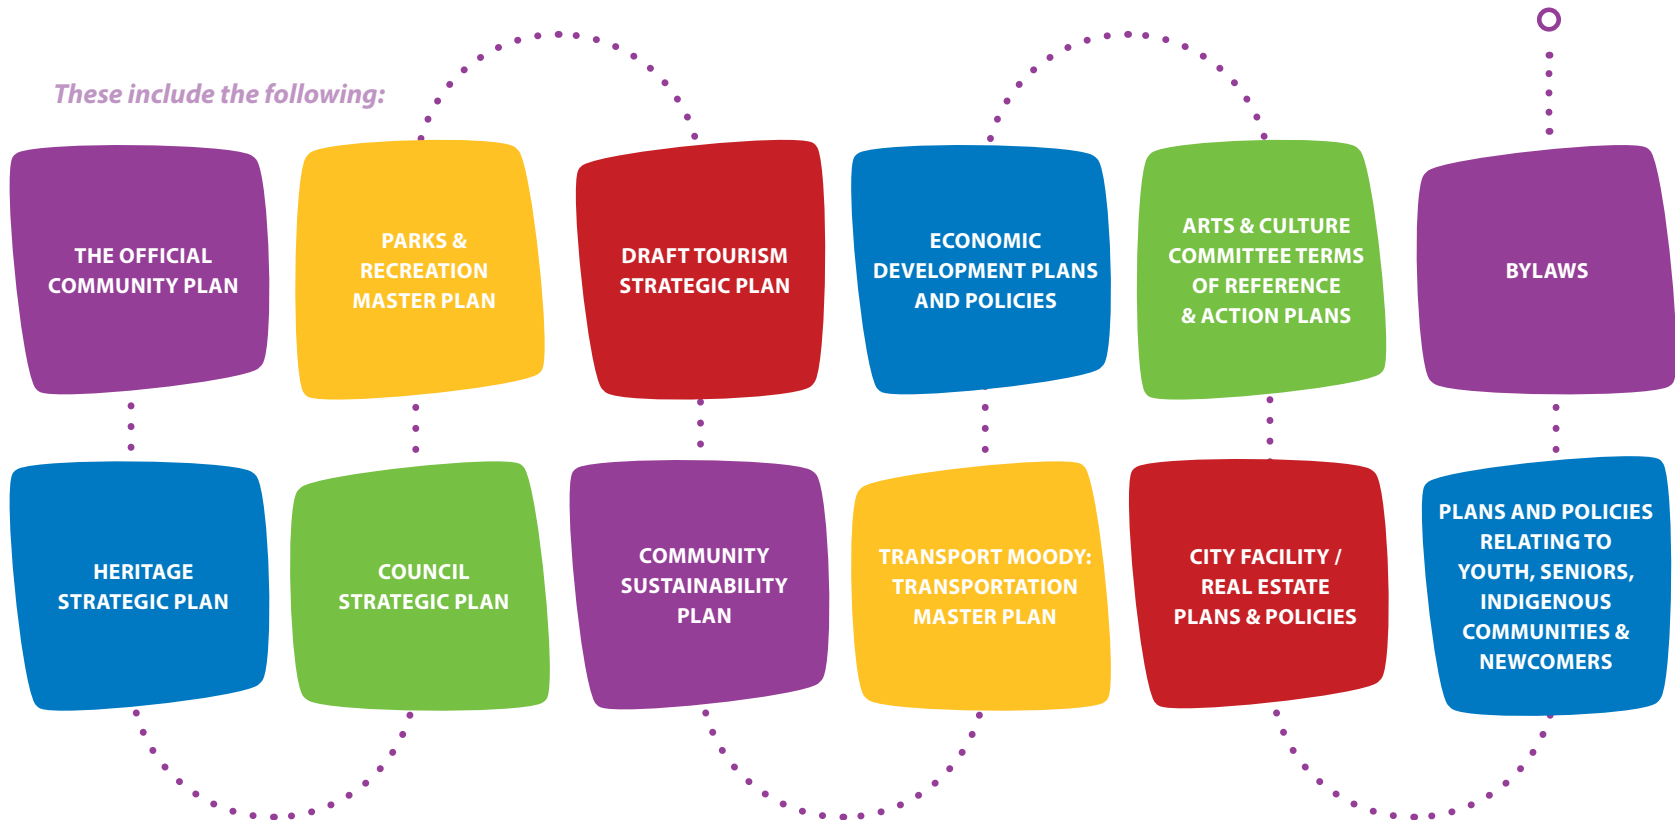 These include the following:
THE OFFICIAL
COMMUNITY PLAN
PARKS &
RECREATION
MASTER PLAN
DRAFT TOURISM
STRATEGIC PLAN
ECONOMIC
DEVELOPMENT PLANS
AND POLICIES
ARTS & CULTURE
COMMITTEE TERMS
OF REFERENCE
& ACTION PLANS
BYLAWS
HERITAGE
STRATEGIC PLAN
COUNCIL
STRATEGIC PLAN
COMMUNITY
SUSTAINABILITY
PLAN
TRANSPORT MOODY:
TRANSPORTATION
MASTER PLAN
CITY FACILITY /
REAL ESTATE
PLANS & POLICIES
PLANS AND POLICIES
RELATING TO
YOUTH, SENIORS,
INDIGENOUS
COMMUNITIES &
NEWCOMERS